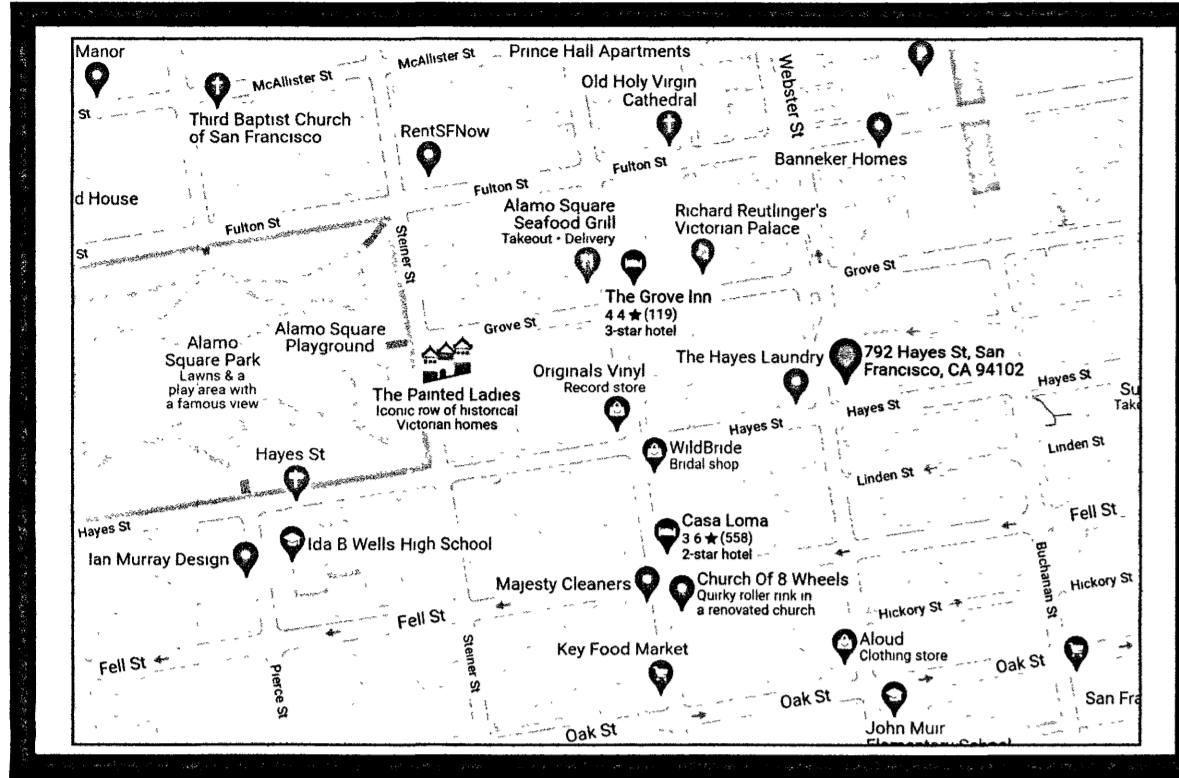 Manor
McAllister St
McAllister St
Prince Hall Apartments
Webster St
Old Holy Virgin
Cathedral
St
Third Baptist Church
of San Francisco
RentSFNow
Banneker Homes
Fulton St
Fulton St
d House
Fulton St
St
Steiner St
Alamo Square
Seafood Grill
Takeout • Delivery
Richard Reutlinger's
Victorian Palace
Grove St
The Grove Inn
4 4 ★ (119)
3-star hotel
Grove St
Alamo Square
Playground
Alamo
Square Park
Lawns & a
play area with
a famous view
The Painted Ladies
Iconic row of historical
Victorian homes
Originals Vinyl
Record store
The Hayes Laundry
792 Hayes St, San
Francisco, CA 94102
Hayes St
Su
Take
Hayes St
Hayes St
WildBride
Bridal shop
Linden St
Linden St
Hayes St
Hayes St
Fell St
Casa Loma
3 6 ★ (558)
2-star hotel
Ian Murray Design
Ida B Wells High School
Majesty Cleaners
Church Of 8 Wheels
Quirky roller rink in
a renovated church
Buchanan St
Hickory St
Hickory St
Fell St
Fell St
Pierce St
Steiner St
Key Food Market
Aloud
Clothing store
Oak St
Oak St
Oak St
San Fra
John Muir
Elementary School